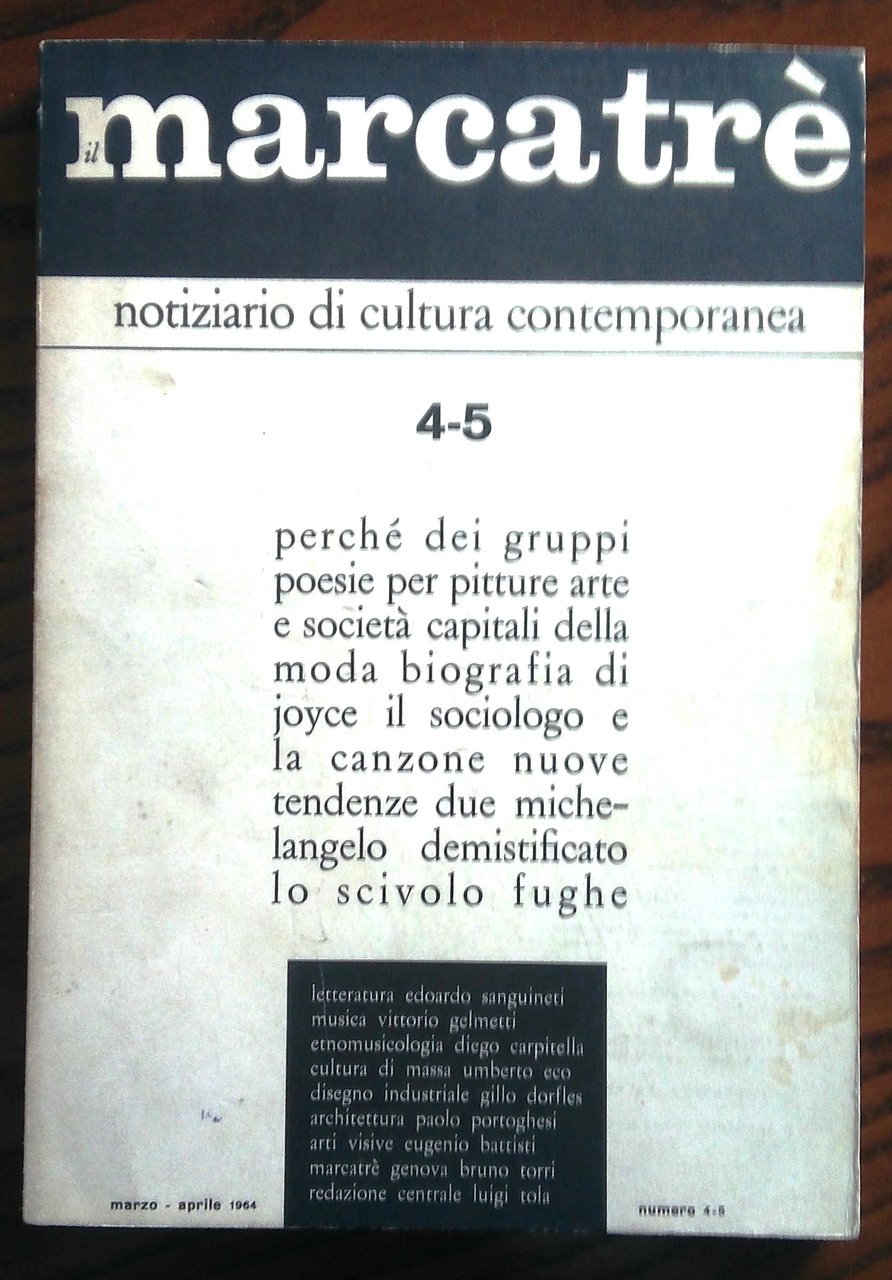 il marcatrè
notiziario di cultura contemporanea
4-5
perché dei gruppi
poesie per pitture arte
e società capitali della
moda biografia di
joyce il sociologo e
la canzone nuove
tendenze due miche-
langelo demistificato
lo scivolo fughe
letteratura edoardo sanguineti
musica vittorio gelmetti
etnomusicologia diego carpitella
cultura di massa umberto eco
disegno industriale gillo dorfles
architettura paolo portoghesi
arti visive eugenio battisti
marcatrè genova bruno torri
redazione centrale luigi tola
marzo - aprile 1964
numero 4-5